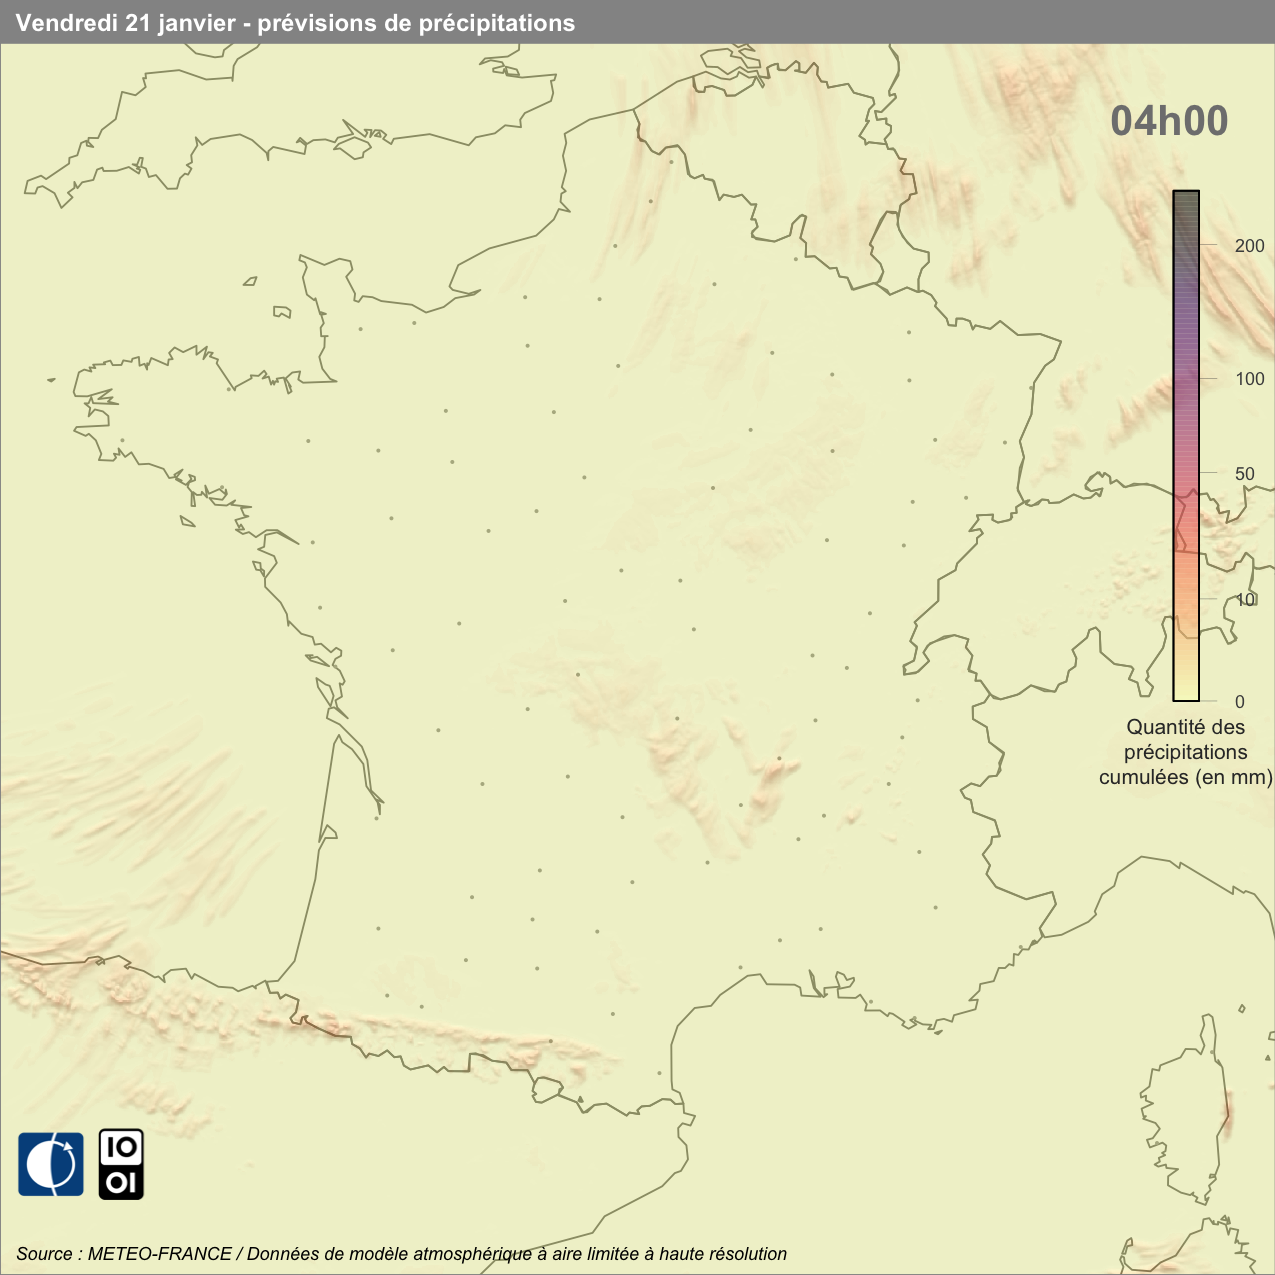 Vendredi 21 janvier - prévisions de précipitations
04h00
200
100
50
10
0
Quantité des
précipitations
cumulées (en mm)
IO
OI
Source : METEO-FRANCE / Données de modèle atmosphérique à aire limitée à haute résolution